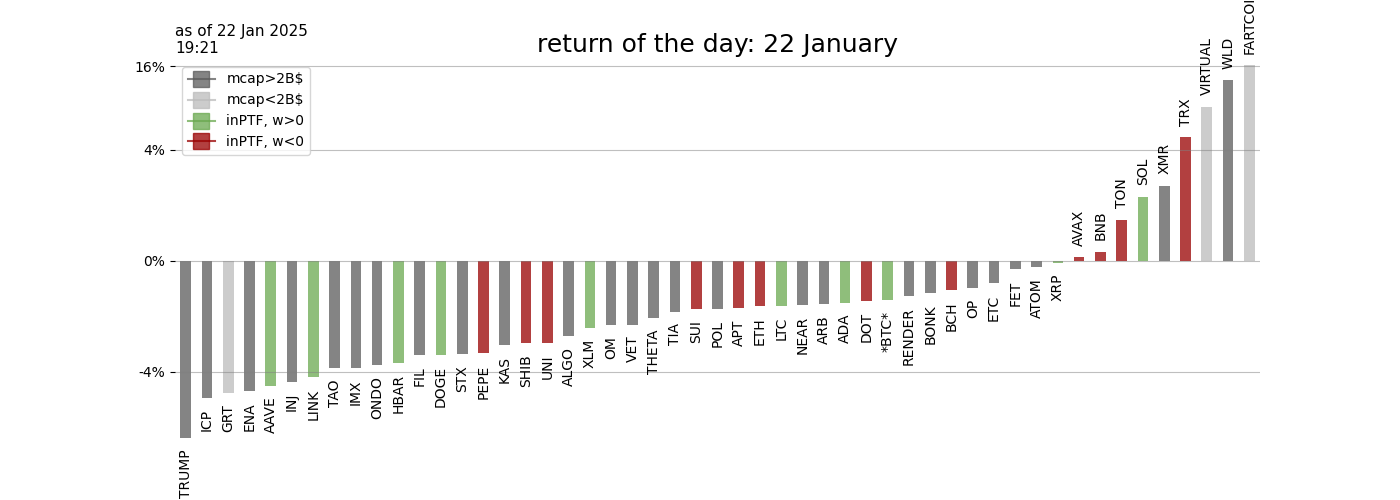 as of 22 Jan 2025
19:21
return of the day: 22 January
16%
4%
0%
-4%
mcap>2B$
mcap<2B$
inPTF, w>0
inPTF, w<0
TRUMP
ICP
GRT
ENA
AAVE
INJ
LINK
TAO
IMX
ONDO
HBAR
FIL
DOGE
STX
PEPE
KAS
SHIB
UNI
ALGO
XLM
OM
VET
THETA
TIA
SUI
POL
APT
ETH
LTC
NEAR
ARB
ADA
DOT
*BTC*
RENDER
BONK
BCH
OP
ETC
FET
ATOM
XRP
AVAX
BNB
TON
SOL
XMR
TRX
VIRTUAL
WLD